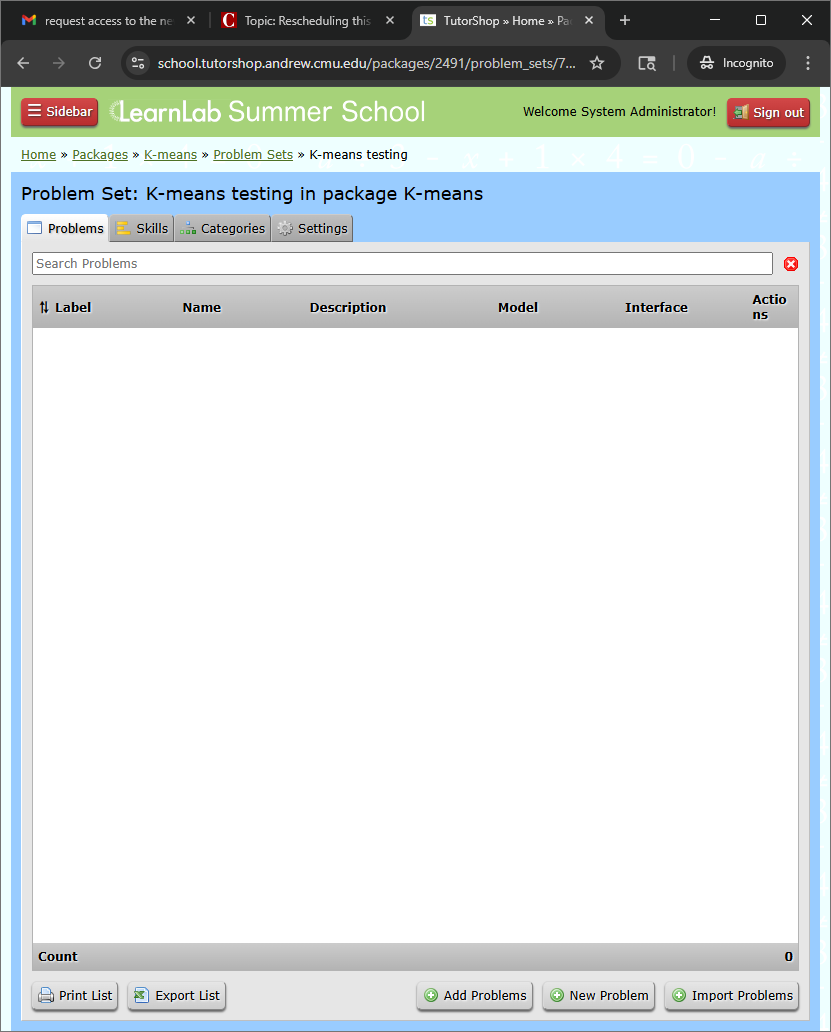 request access to the ne
Topic: Rescheduling this
TutorShop » Home » Pa
school.tutorshop.andrew.cmu.edu/packages/2491/problem_sets/7...
Incognito
Sidebar
LearnLab Summer School
Welcome System Administrator!
Sign out
Home » Packages » K-means » Problem Sets » K-means testing
Problem Set: K-means testing in package K-means
Problems Skills Categories Settings
Search Problems
Label Name Description Model Interface Actio
ns
Count 0
Print List Export List Add Problems New Problem Import Problems